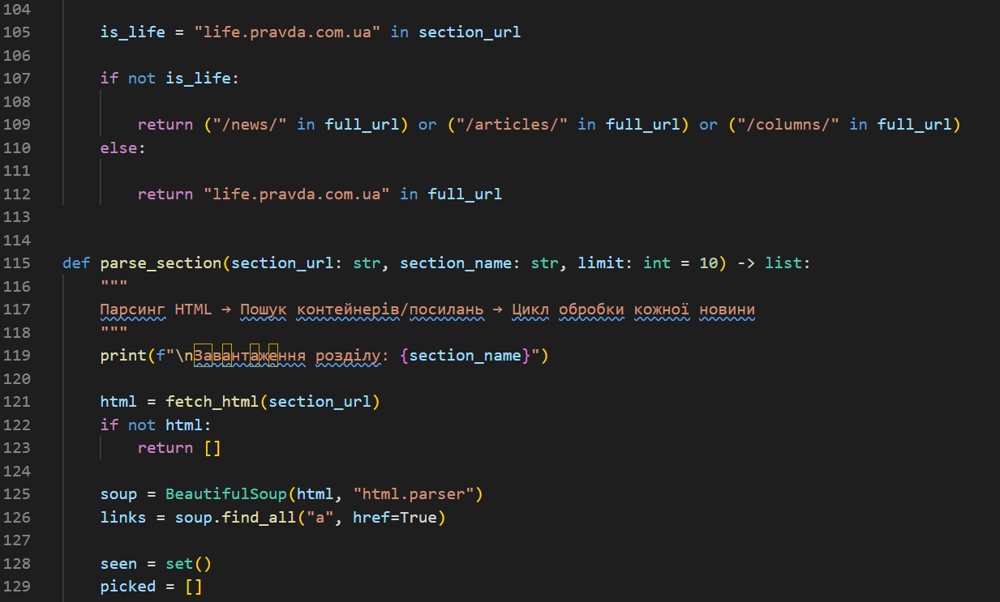 104
105 is_life = "life.pravda.com.ua" in section_url
106
107 if not is_life:
108
109 return ("/news/" in full_url) or ("/articles/" in full_url) or ("/columns/" in full_url)
110 else:
111
112 return "life.pravda.com.ua" in full_url
113
114
115 def parse_section(section_url: str, section_name: str, limit: int = 10) -> list:
116 """
117 Парсинг HTML → Пошук контейнерів/посилань → Цикл обробки кожної новини
118 """
119 print(f"\nЗавантаження розділу: {section_name}")
120
121 html = fetch_html(section_url)
122 if not html:
123 return []
124
125 soup = BeautifulSoup(html, "html.parser")
126 links = soup.find_all("a", href=True)
127
128 seen = set()
129 picked = []